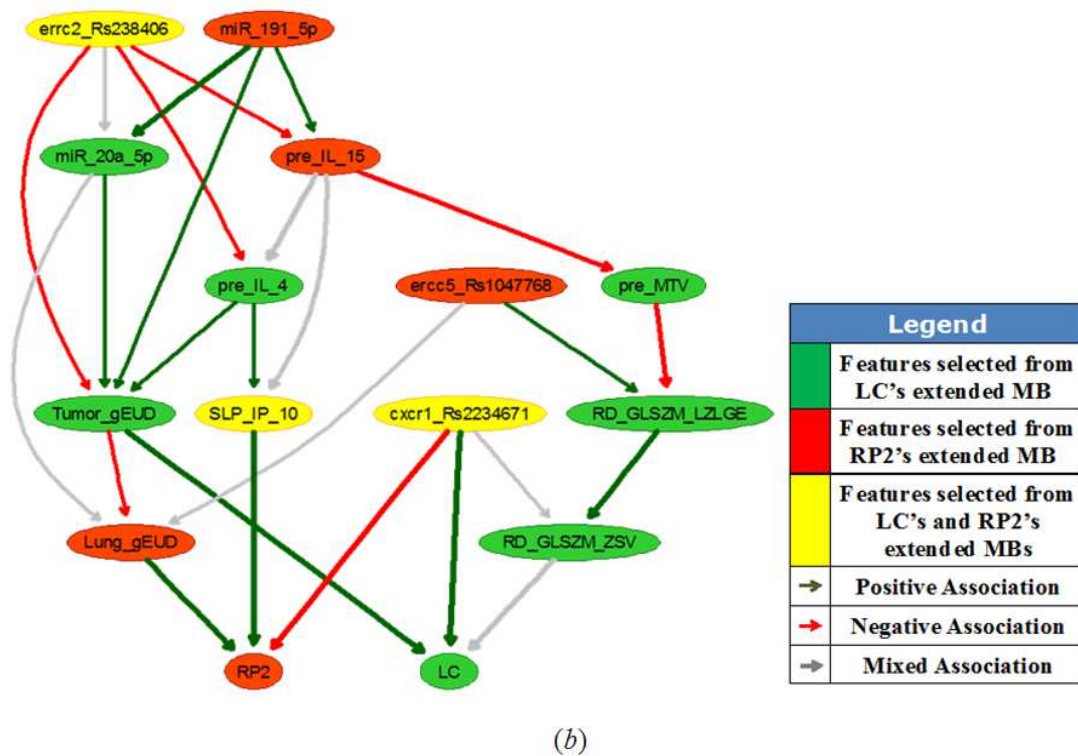 errc2_Rs238406
miR_191_5p
miR_20a_5p
pre_IL_15
pre_IL_4
ercc5_Rs1047768
pre_MTV
Tumor_gEUD
SLP_IP_10
cxcr1_Rs2234671
RD_GLSZM_LZLGE
Lung_gEUD
RD_GLSZM_ZSV
RP2
LC
Legend
Features selected from
LC's extended MB
Features selected from
RP2's extended MB
Features selected from
LC's and RP2's
extended MBs
Positive Association
Negative Association
Mixed Association
(b)